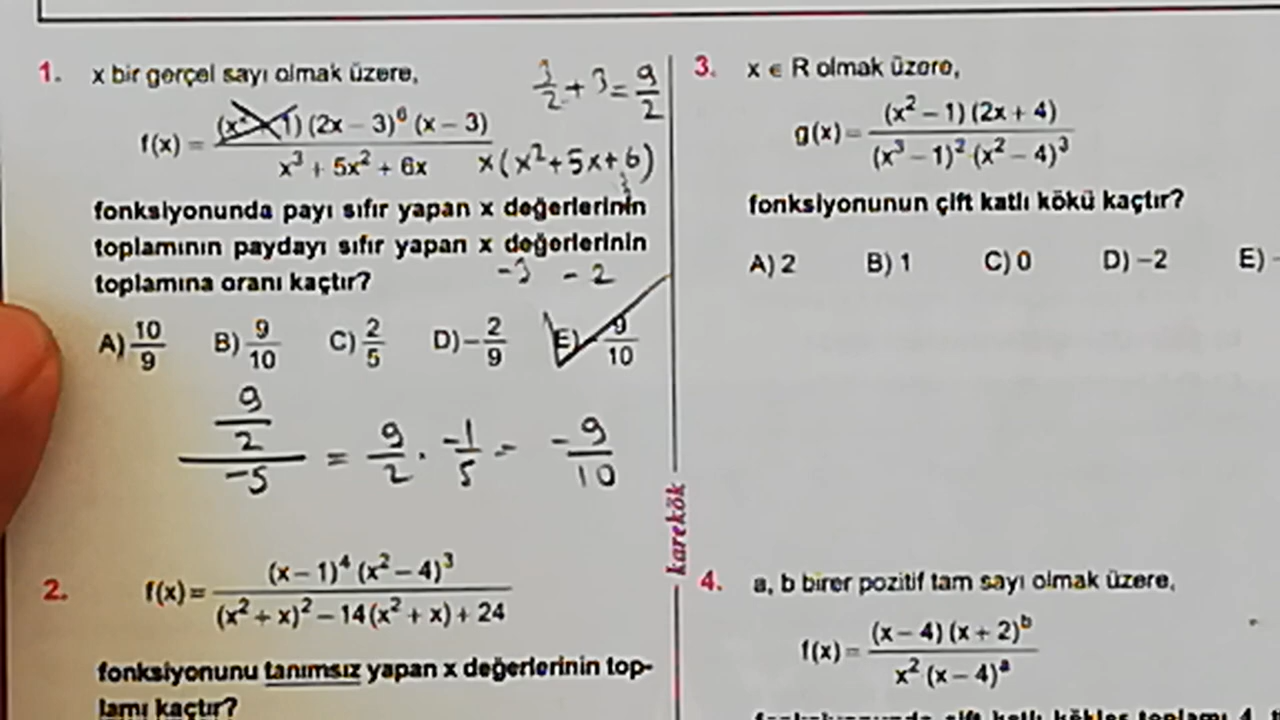 1. x bir gerçel sayı olmak üzere,
3/2 + 3 = 9/2
f(x) = (2x – 3)⁶ (x – 3) / x³ + 5x² + 6x
x(x² + 5x + 6)
fonksiyonunda payı sıfır yapan x değerlerinin
toplamının paydayı sıfır yapan x değerlerinin
toplamına oranı kaçtır?
-3 -2
A) 10/9 B) 9/10 C) 2/5 D) –2/9 E) 9/10
9/2 / -5 = 9/2 . -1/5 = -9/10
2. f(x) = (x – 1)⁴ (x² – 4)³ / (x² + x)² – 14(x² + x) + 24
fonksiyonunu tanımsız yapan x değerlerinin top-
lamı kaçtır?
karekök
3. x ∈ R olmak üzere,
g(x) = (x² – 1) (2x + 4) / (x³ – 1)² (x² – 4)³
fonksiyonunun çift katlı kökü kaçtır?
A) 2 B) 1 C) 0 D) –2 E) –
4. a, b birer pozitif tam sayı olmak üzere,
f(x) = (x – 4) (x + 2)ᵇ / x² (x – 4)ᵃ